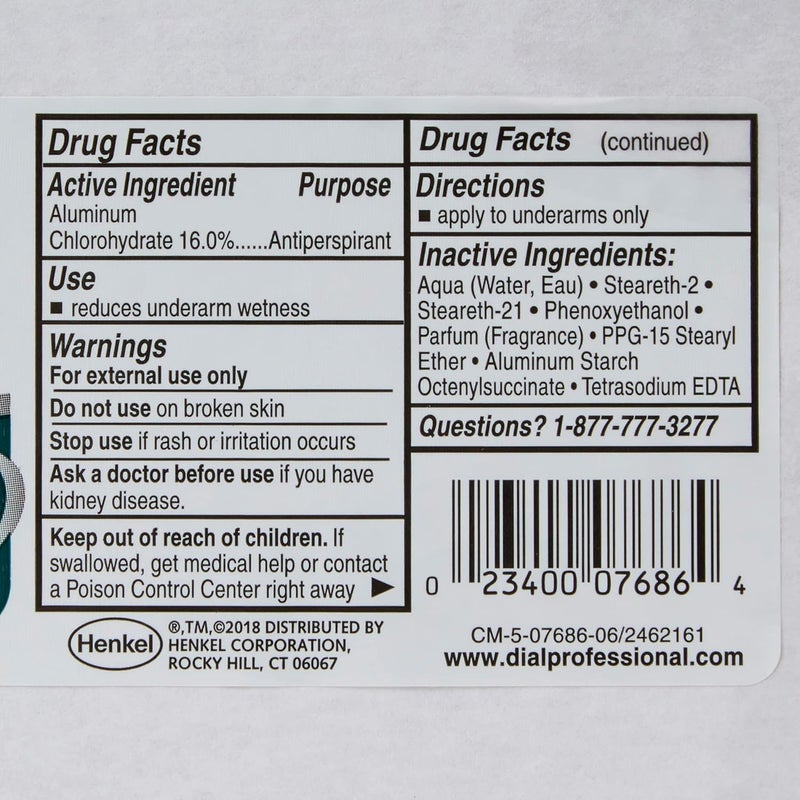 Drug Facts
Active Ingredient Purpose
Aluminum
Chlorohydrate 16.0%......Antiperspirant
Use
■ reduces underarm wetness
Warnings
For external use only
Do not use on broken skin
Stop use if rash or irritation occurs
Ask a doctor before use if you have
kidney disease.
Keep out of reach of children. If
swallowed, get medical help or contact
a Poison Control Center right away ►
Drug Facts (continued)
Directions
■ apply to underarms only
Inactive Ingredients:
Aqua (Water, Eau) • Steareth-2 •
Steareth-21 • Phenoxyethanol •
Parfum (Fragrance) • PPG-15 Stearyl
Ether • Aluminum Starch
Octenylsuccinate • Tetrasodium EDTA
Questions? 1-877-777-3277
0 23400 07686 4
Henkel
®,TM,©2018 DISTRIBUTED BY
HENKEL CORPORATION,
ROCKY HILL, CT 06067
CM-5-07686-06/2462161
www.dialprofessional.com